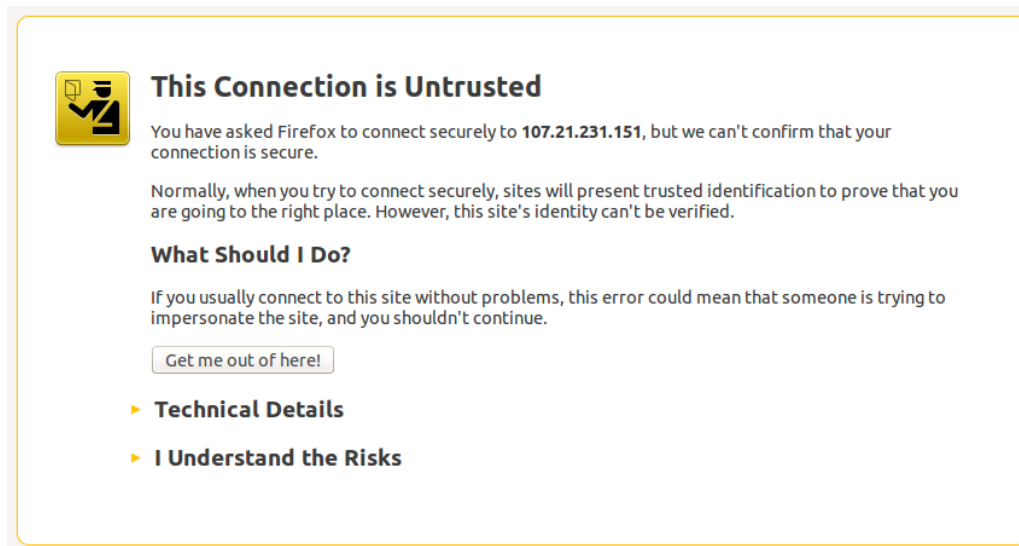 This Connection is Untrusted
You have asked Firefox to connect securely to 107.21.231.151, but we can't confirm that your
connection is secure.
Normally, when you try to connect securely, sites will present trusted identification to prove that you
are going to the right place. However, this site's identity can't be verified.
What Should I Do?
If you usually connect to this site without problems, this error could mean that someone is trying to
impersonate the site, and you shouldn't continue.
Get me out of here!
Technical Details
I Understand the Risks